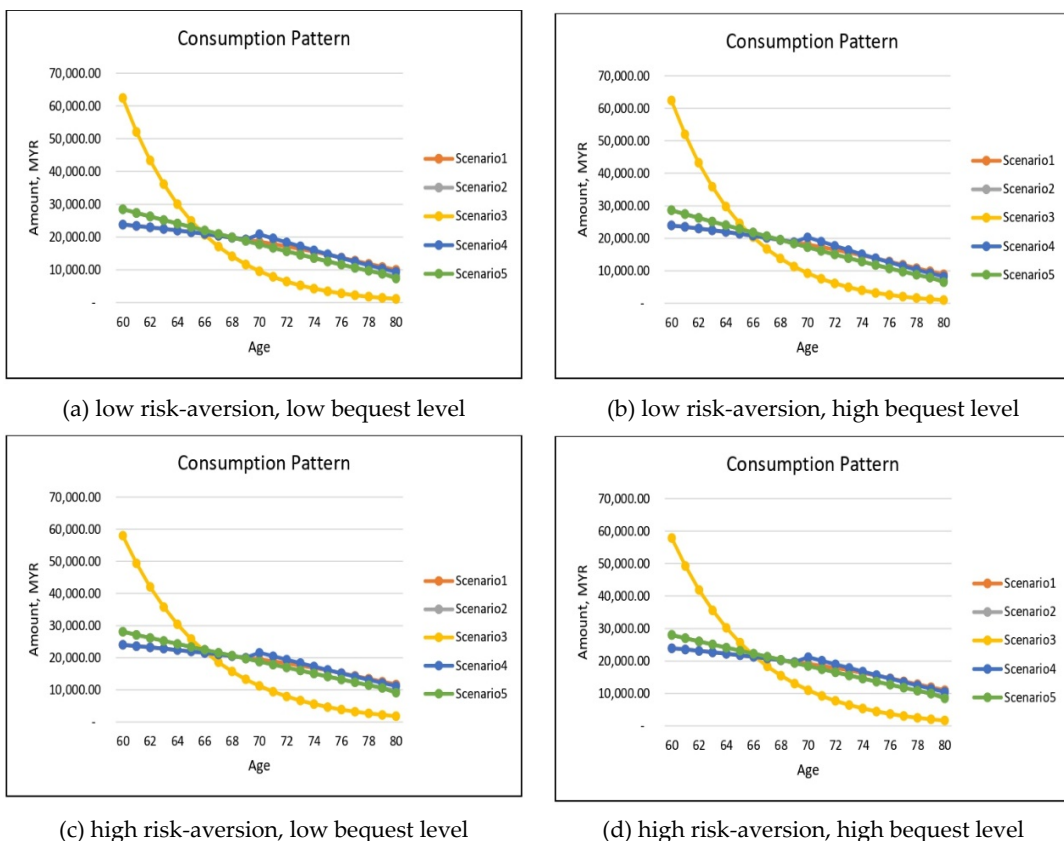 Consumption Pattern
70,000.00
60,000.00
50,000.00
40,000.00
30,000.00
20,000.00
10,000.00
-
Amount, MYR
60 62 64 66 68 70 72 74 76 78 80
Age
Scenario1
Scenario2
Scenario3
Scenario4
Scenario5
(a) low risk-aversion, low bequest level
Consumption Pattern
70,000.00
60,000.00
50,000.00
40,000.00
30,000.00
20,000.00
10,000.00
-
Amount, MYR
60 62 64 66 68 70 72 74 76 78 80
Age
Scenario1
Scenario2
Scenario3
Scenario4
Scenario5
(b) low risk-aversion, high bequest level
Consumption Pattern
70,000.00
60,000.00
50,000.00
40,000.00
30,000.00
20,000.00
10,000.00
-
Amount, MYR
60 62 64 66 68 70 72 74 76 78 80
Age
Scenario1
Scenario2
Scenario3
Scenario4
Scenario5
(c) high risk-aversion, low bequest level
Consumption Pattern
70,000.00
60,000.00
50,000.00
40,000.00
30,000.00
20,000.00
10,000.00
-
Amount, MYR
60 62 64 66 68 70 72 74 76 78 80
Age
Scenario1
Scenario2
Scenario3
Scenario4
Scenario5
(d) high risk-aversion, high bequest level